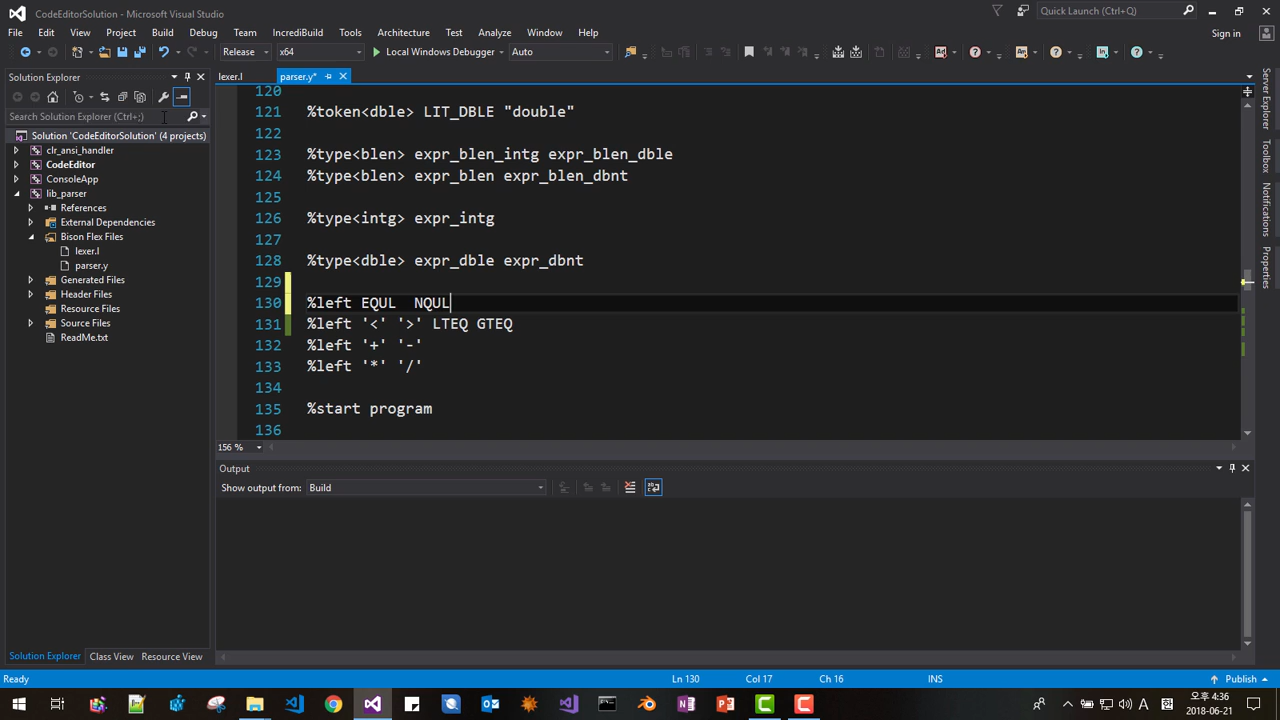 CodeEditorSolution - Microsoft Visual Studio
Quick Launch (Ctrl+Q)
File Edit View Project Build Debug Team IncrediBuild Tools Architecture Test Analyze Window Help
Sign in
Release x64 Local Windows Debugger Auto
Solution Explorer
lexer.l parser.y*
Search Solution Explorer (Ctrl+;)
Solution 'CodeEditorSolution' (4 projects)
clr_ansi_handler
CodeEditor
ConsoleApp
lib_parser
References
External Dependencies
Bison Flex Files
lexer.l
parser.y
Generated Files
Header Files
Resource Files
Source Files
ReadMe.txt
Solution Explorer Class View Resource View
120
121 %token<dble> LIT_DBLE "double"
122
123 %type<blen> expr_blen_intg expr_blen_dble
124 %type<blen> expr_blen expr_blen_dbnt
125
126 %type<intg> expr_intg
127
128 %type<dble> expr_dble expr_dbnt
129
130 %left EQUL  NQUL
131 %left '<' '>' LTEQ GTEQ
132 %left '+' '-'
133 %left '*' '/'
134
135 %start program
136
156 %
Output
Show output from: Build
Server Explorer
Toolbox
Notifications
Properties
Ready Ln 130 Col 17 Ch 16 INS Publish
오후 4:36
2018-06-21